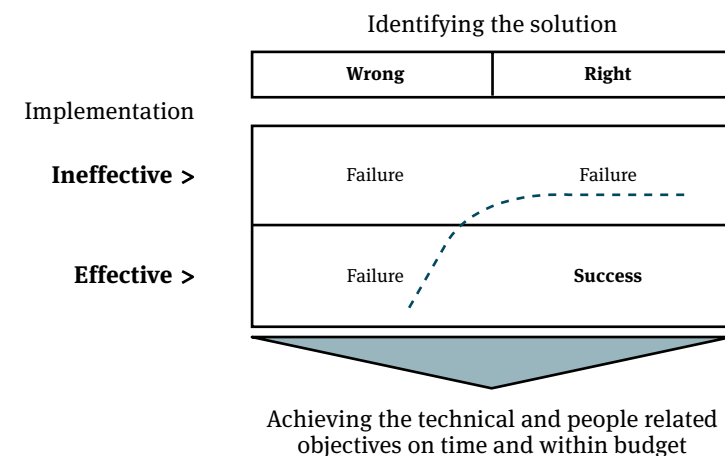 Identifying the solution
Wrong Right
Implementation
Ineffective > Failure Failure
Effective > Failure Success
Achieving the technical and people related
objectives on time and within budget